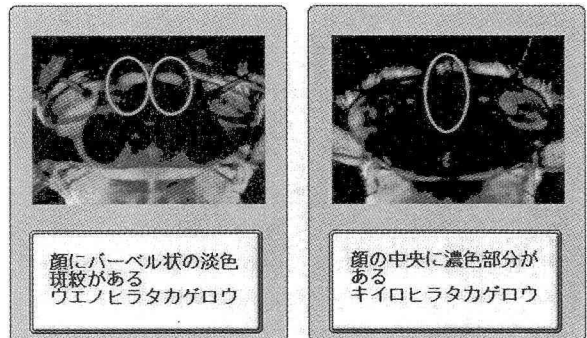 顔にバーベル状の淡色
斑紋がある
ウエノヒラタカゲロウ
顔の中央に濃色部分が
ある
キイロヒラタカゲロウ